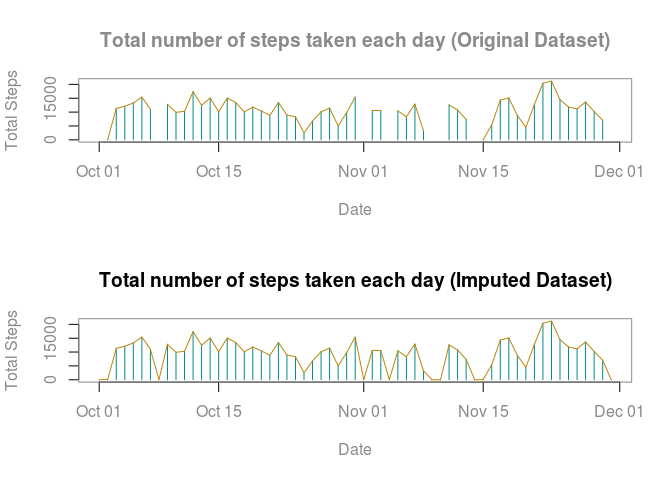 Total number of steps taken each day (Original Dataset)
Total Steps
15000
0
Oct 01 Oct 15 Nov 01 Nov 15 Dec 01
Date
Total number of steps taken each day (Imputed Dataset)
Total Steps
15000
0
Oct 01 Oct 15 Nov 01 Nov 15 Dec 01
Date